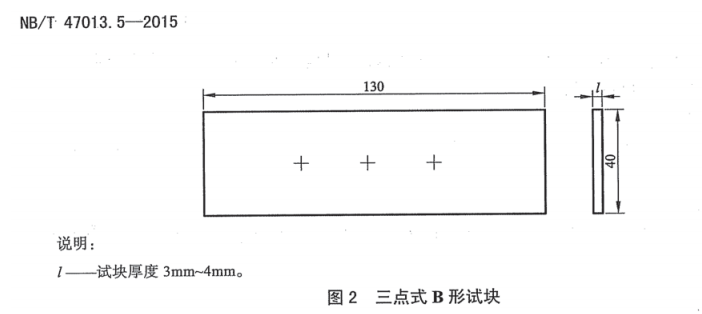 NB/T 47013.5—2015
130
l
40
说明：
l——试块厚度 3mm~4mm。
图 2 三点式 B 形试块